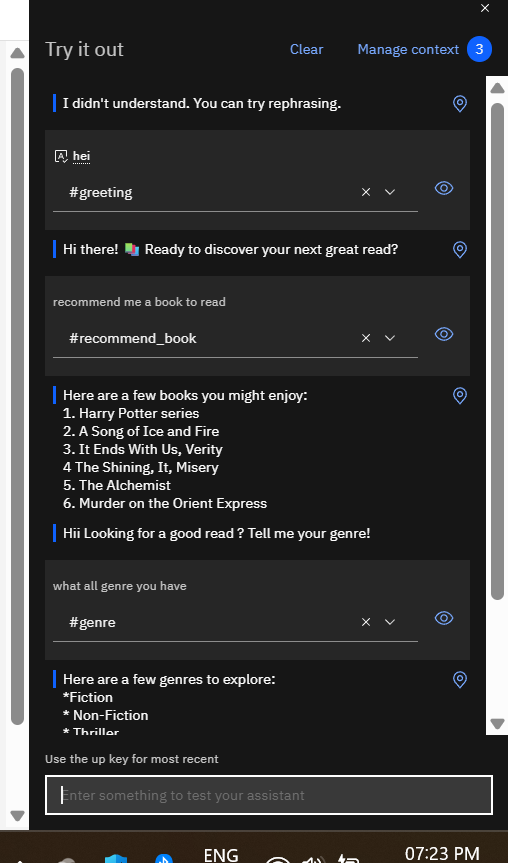 Try it out
Clear
Manage context 3
I didn't understand. You can try rephrasing.
hei
#greeting
Hi there! 📚 Ready to discover your next great read?
recommend me a book to read
#recommend_book
Here are a few books you might enjoy:
1. Harry Potter series
2. A Song of Ice and Fire
3. It Ends With Us, Verity
4 The Shining, It, Misery
5. The Alchemist
6. Murder on the Orient Express
Hii Looking for a good read ? Tell me your genre!
what all genre you have
#genre
Here are a few genres to explore:
*Fiction
* Non-Fiction
* Thriller
Use the up key for most recent
Enter something to test your assistant
ENG
07:23 PM